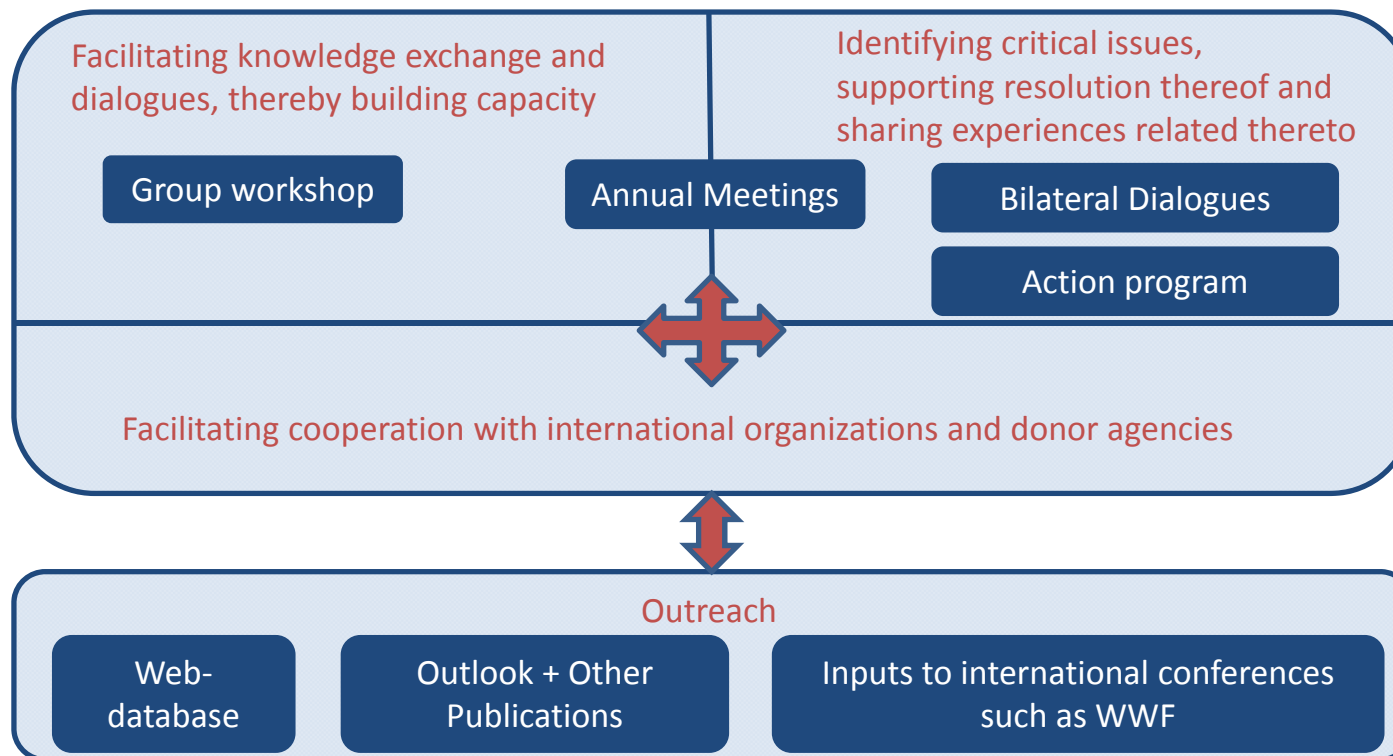 Facilitating knowledge exchange and
dialogues, thereby building capacity
Identifying critical issues,
supporting resolution thereof and
sharing experiences related thereto
Group workshop
Annual Meetings
Bilateral Dialogues
Action program
Facilitating cooperation with international organizations and donor agencies
Outreach
Web-
database
Outlook + Other
Publications
Inputs to international conferences
such as WWF